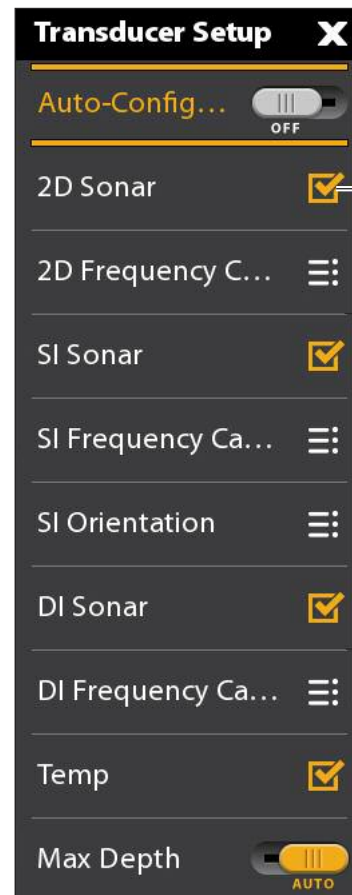 Transducer Setup X
Auto-Config...
OFF
2D Sonar
2D Frequency C...
SI Sonar
SI Frequency Ca...
SI Orientation
DI Sonar
DI Frequency Ca...
Temp
Max Depth
AUTO